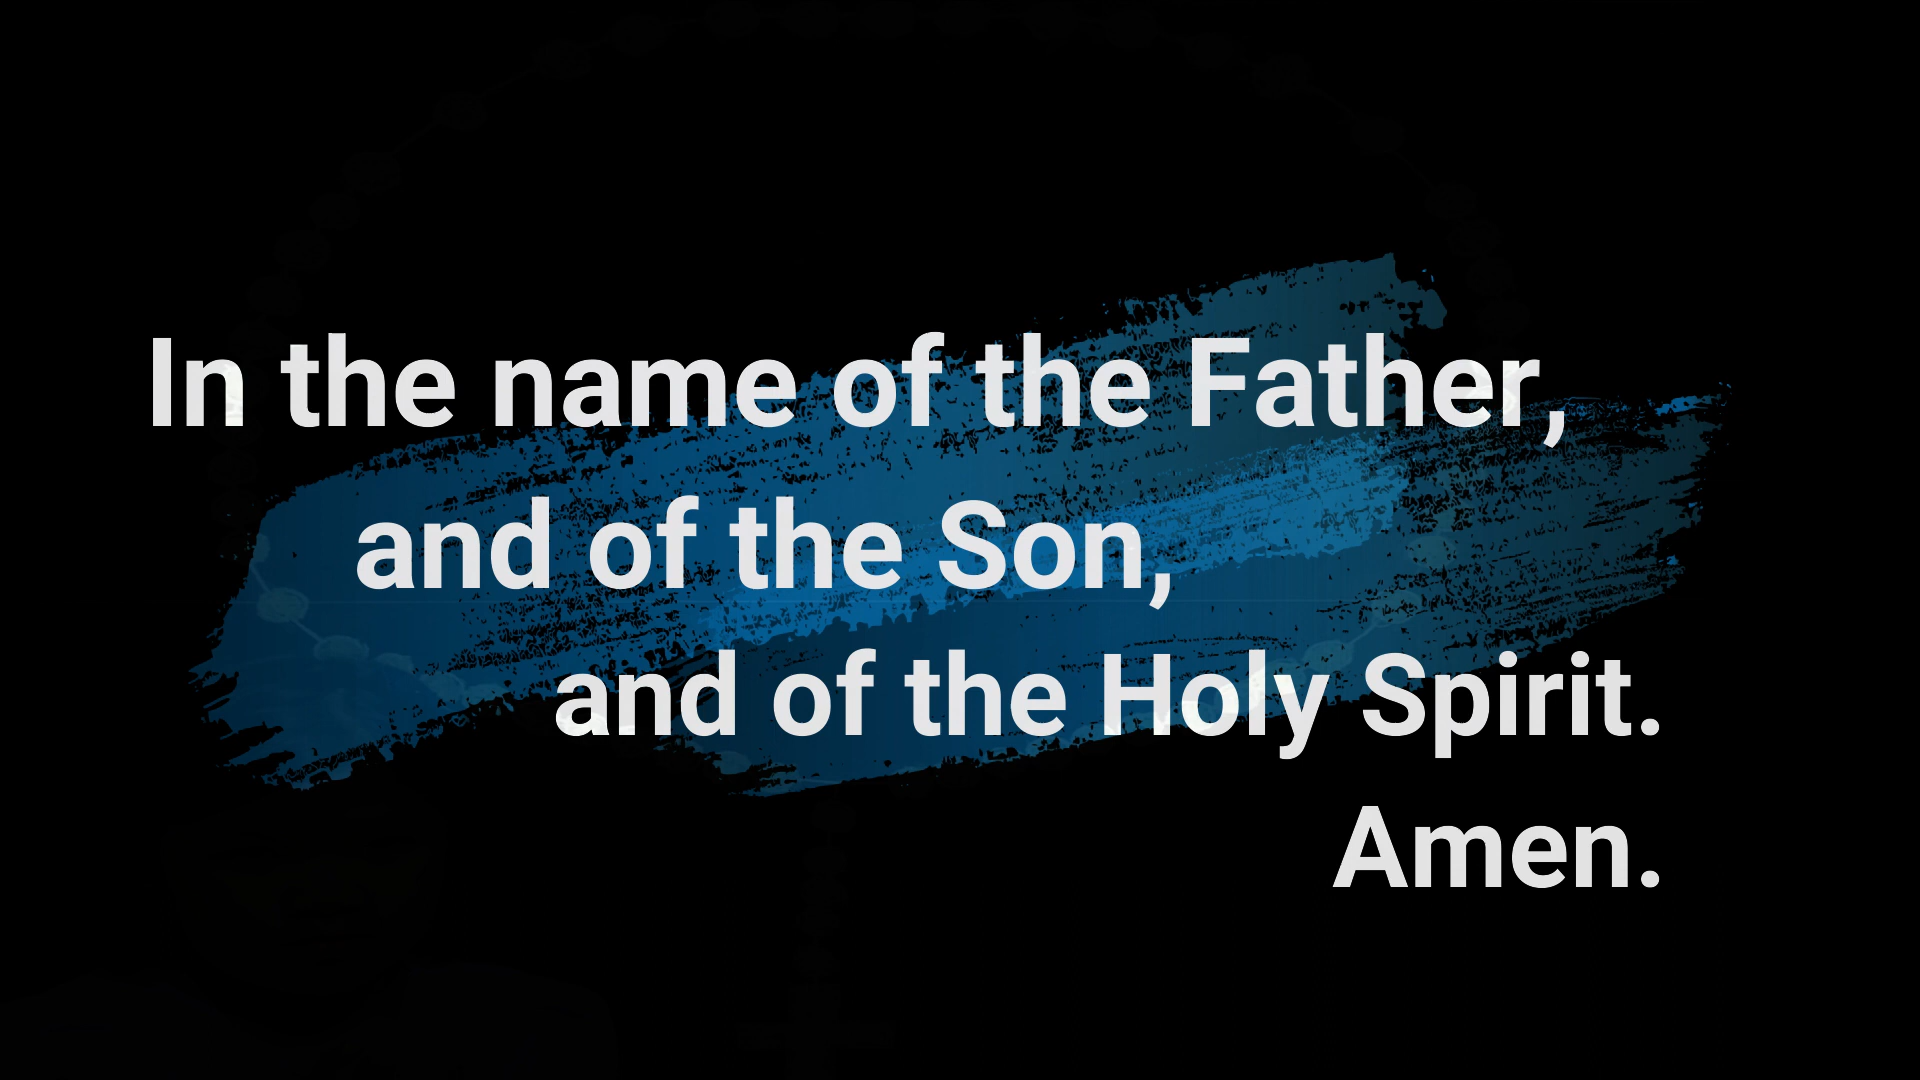 In the name of the Father,
and of the Son,
and of the Holy Spirit.
Amen.